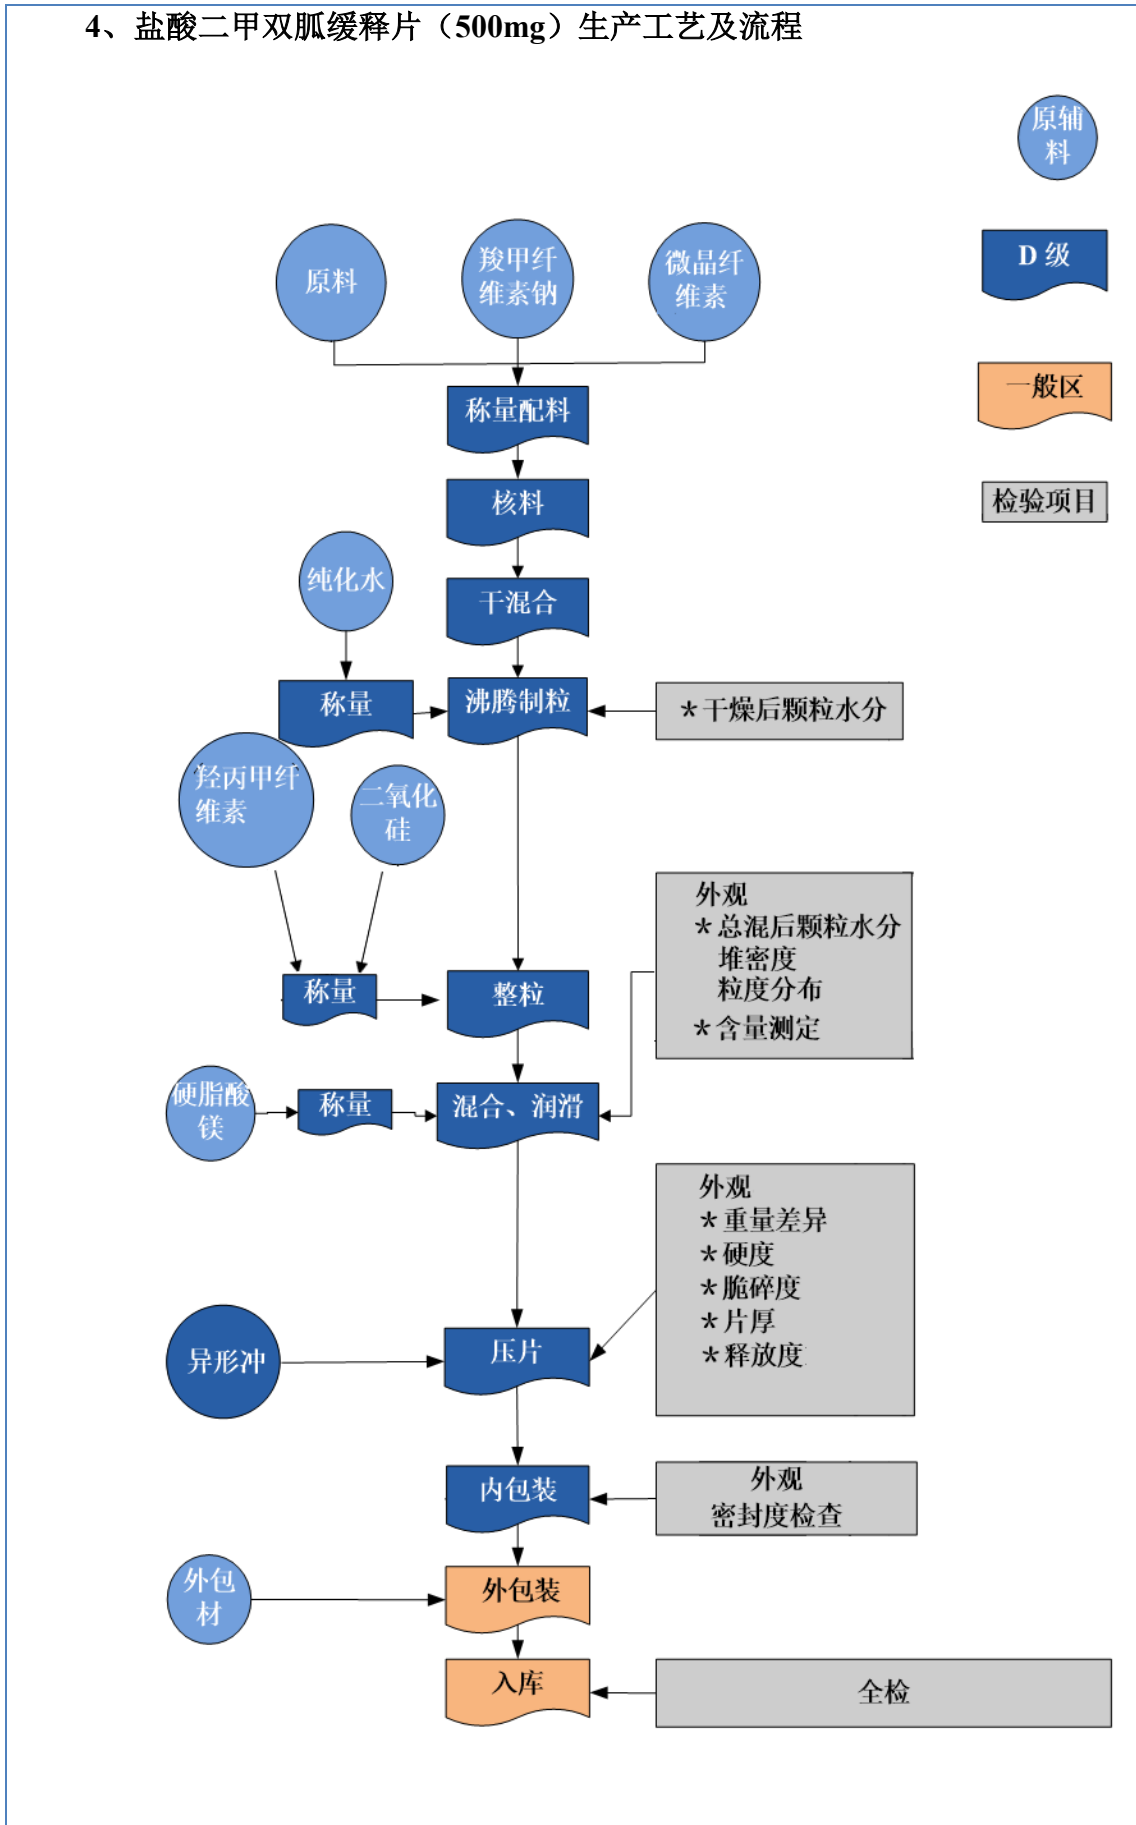 4、盐酸二甲双胍缓释片（500mg）生产工艺及流程
原辅
料
D 级
一般区
检验项目
原料
羧甲纤
维素钠
微晶纤
维素
称量配料
核料
纯化水
干混合
称量
沸腾制粒
*干燥后颗粒水分
羟丙甲纤
维素
二氧化
硅
外观
*总混后颗粒水分
堆密度
粒度分布
*含量测定
称量
整粒
硬脂酸
镁
称量
混合、润滑
外观
*重量差异
*硬度
*脆碎度
*片厚
*释放度
异形冲
压片
内包装
外观
密封度检查
外包
材
外包装
入库
全检